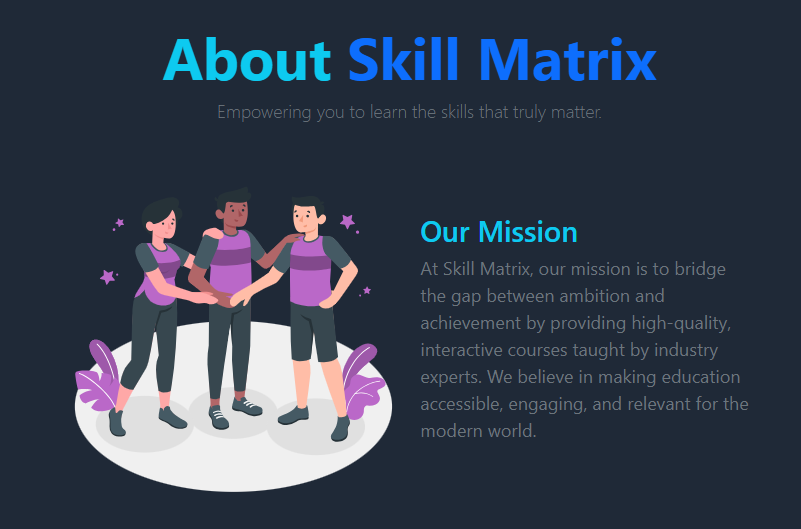 About Skill Matrix
Empowering you to learn the skills that truly matter.
Our Mission
At Skill Matrix, our mission is to bridge
the gap between ambition and
achievement by providing high-quality,
interactive courses taught by industry
experts. We believe in making education
accessible, engaging, and relevant for the
modern world.